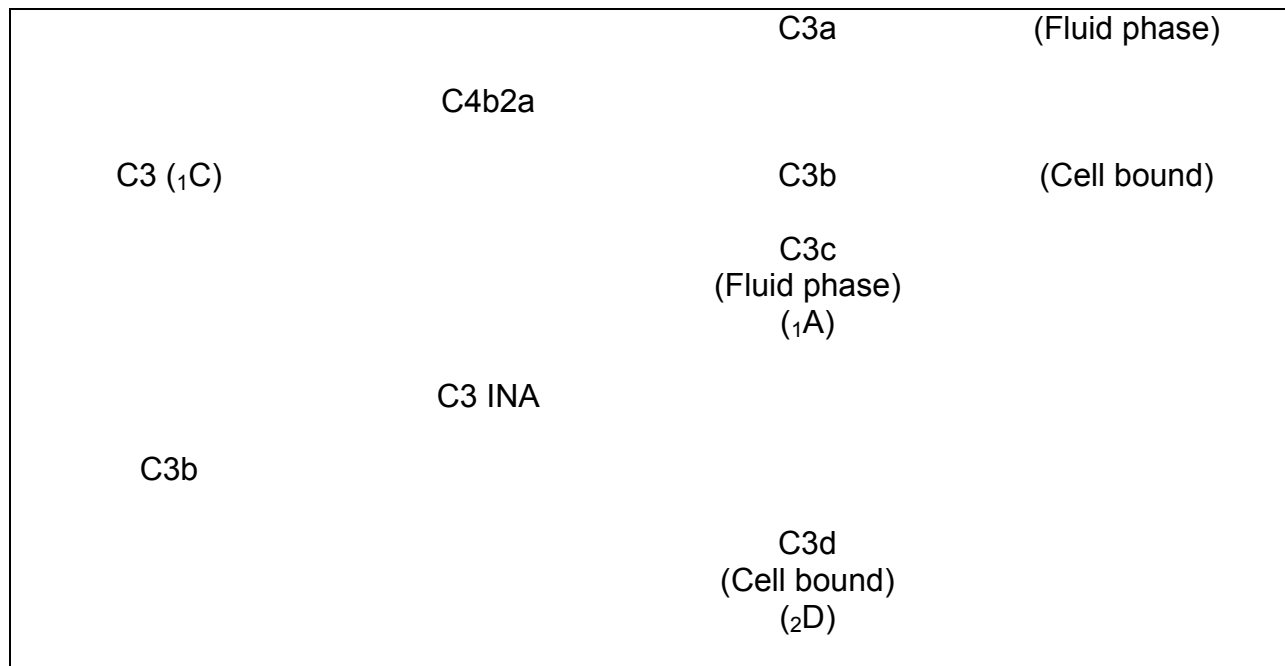 C3a (Fluid phase)
C4b2a
C3 (₁C) C3b (Cell bound)
C3c
(Fluid phase)
(₁A)
C3 INA
C3b
C3d
(Cell bound)
(₂D)